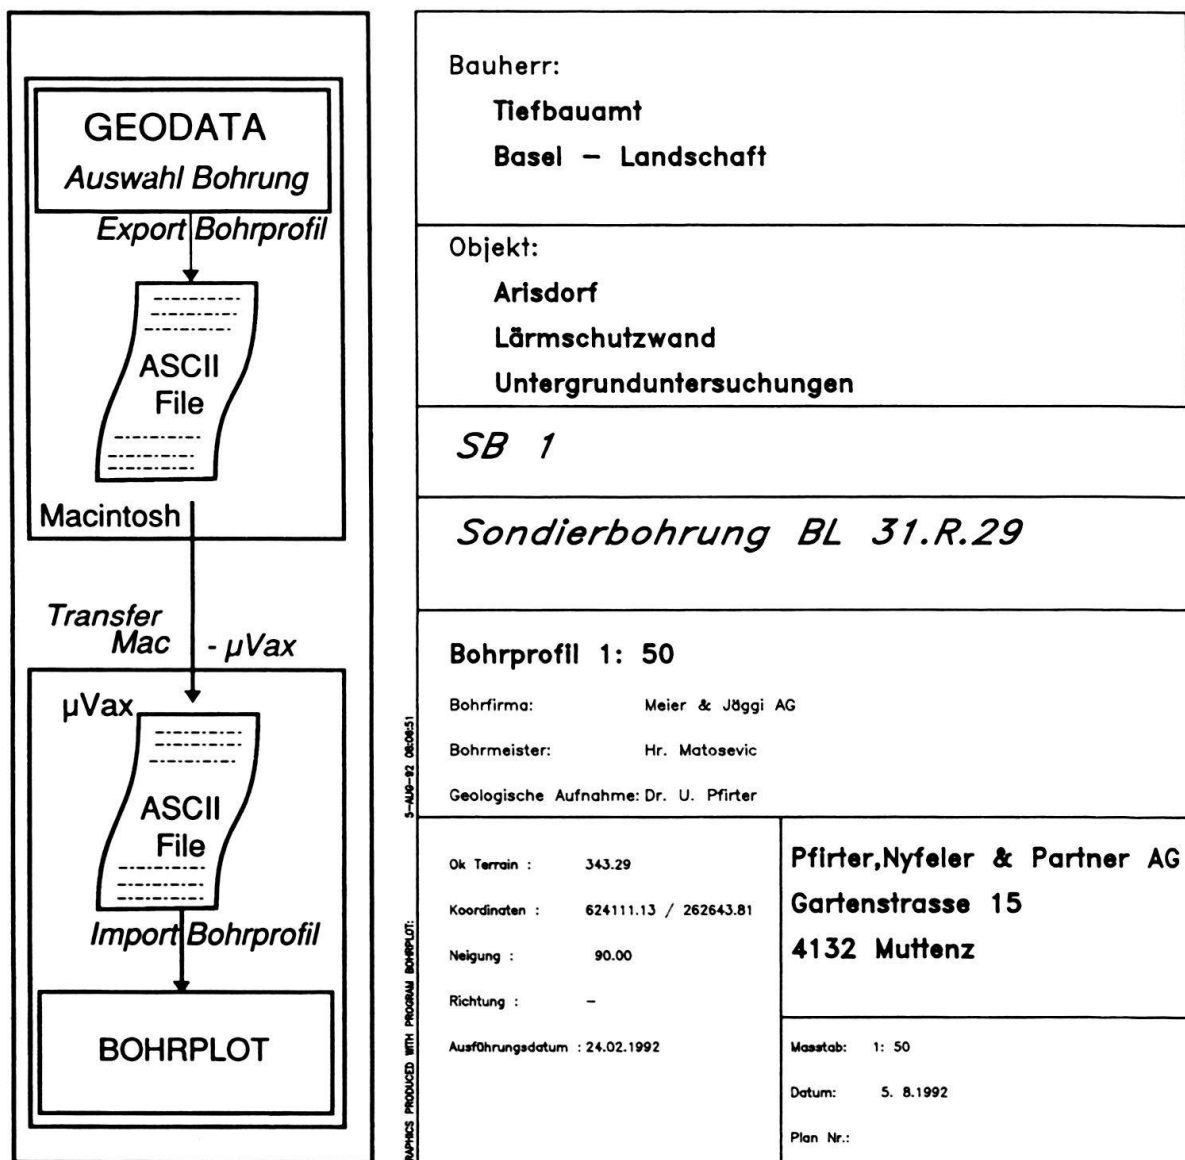 GEODATA
Auswahl Bohrung
Export Bohrprofil
ASCII
File
Macintosh
Transfer
Mac - µVax
µVax
ASCII
File
Import Bohrprofil
BOHRPLOT
RAPHICS PRODUCED WITH PROGRAM BOHRPLOT: 5-AUG-92 08:06:51
Bauherr:
Tiefbauamt
Basel - Landschaft
Objekt:
Arisdorf
Lärmschutzwand
Untergrunduntersuchungen
SB 1
Sondierbohrung BL 31.R.29
Bohrprofil 1: 50
Bohrfirma: Meier & Jäggi AG
Bohrmeister: Hr. Matosevic
Geologische Aufnahme: Dr. U. Pfirter
Ok Terrain : 343.29
Koordinaten : 624111.13 / 262643.81
Neigung : 90.00
Richtung : -
Ausführungsdatum : 24.02.1992
Pfirter,Nyfeler & Partner AG
Gartenstrasse 15
4132 Muttenz
Masstab: 1: 50
Datum: 5. 8.1992
Plan Nr.: